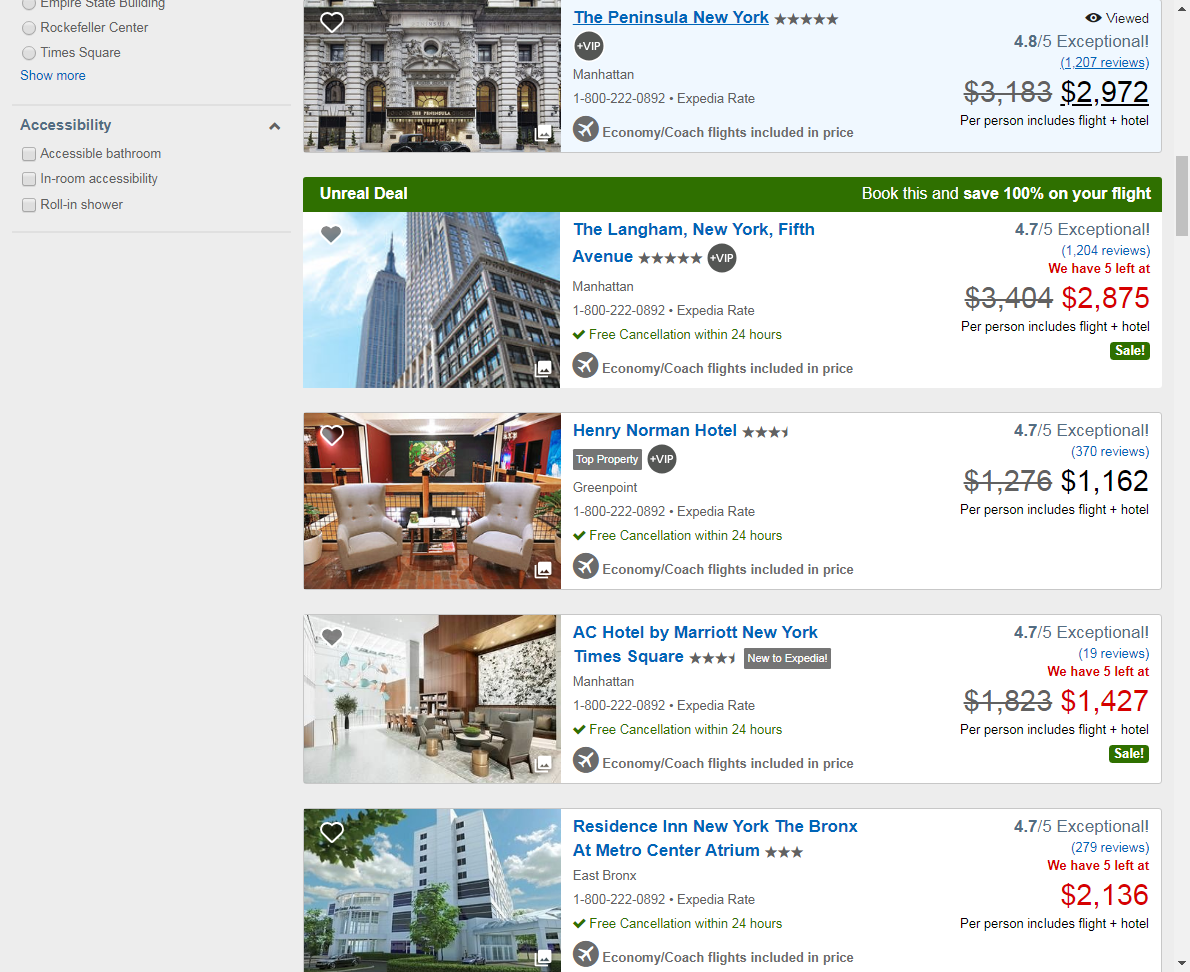 Empire State Building
Rockefeller Center
Times Square
Show more
Accessibility
Accessible bathroom
In-room accessibility
Roll-in shower
THE PENINSULA
The Peninsula New York
+VIP
Manhattan
1-800-222-0892 • Expedia Rate
Economy/Coach flights included in price
Viewed
4.8/5 Exceptional!
(1,207 reviews)
$3,183 $2,972
Per person includes flight + hotel
Unreal Deal
Book this and save 100% on your flight
The Langham, New York, Fifth
Avenue +VIP
Manhattan
1-800-222-0892 • Expedia Rate
Free Cancellation within 24 hours
Economy/Coach flights included in price
4.7/5 Exceptional!
(1,204 reviews)
We have 5 left at
$3,404 $2,875
Per person includes flight + hotel
Sale!
Henry Norman Hotel
Top Property +VIP
Greenpoint
1-800-222-0892 • Expedia Rate
Free Cancellation within 24 hours
Economy/Coach flights included in price
4.7/5 Exceptional!
(370 reviews)
$1,276 $1,162
Per person includes flight + hotel
AC Hotel by Marriott New York
Times Square New to Expedia!
Manhattan
1-800-222-0892 • Expedia Rate
Free Cancellation within 24 hours
Economy/Coach flights included in price
4.7/5 Exceptional!
(19 reviews)
We have 5 left at
$1,823 $1,427
Per person includes flight + hotel
Sale!
Residence Inn New York The Bronx
At Metro Center Atrium
East Bronx
1-800-222-0892 • Expedia Rate
Free Cancellation within 24 hours
Economy/Coach flights included in price
4.7/5 Exceptional!
(279 reviews)
We have 5 left at
$2,136
Per person includes flight + hotel